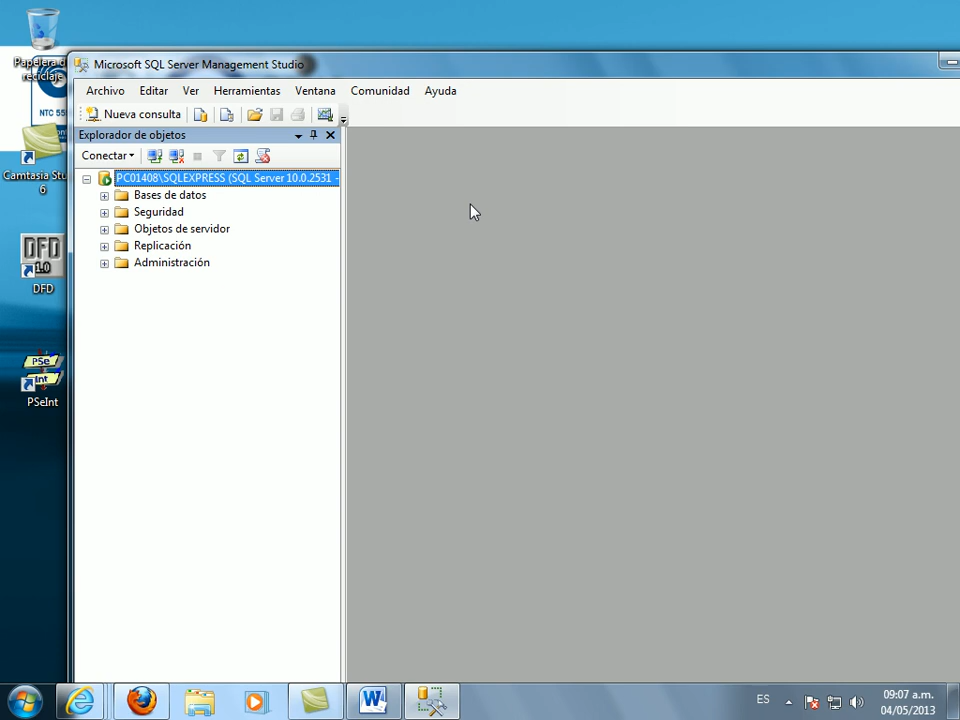 Papelera de
reciclaje
NTC 55
Camtasia Stu
6
DFD
1.0
DFD
PSe
Int
PSeInt
Microsoft SQL Server Management Studio
Archivo Editar Ver Herramientas Ventana Comunidad Ayuda
Nueva consulta
Explorador de objetos
Conectar
PC01408\SQLEXPRESS (SQL Server 10.0.2531 -
Bases de datos
Seguridad
Objetos de servidor
Replicación
Administración
ES
09:07 a.m.
04/05/2013